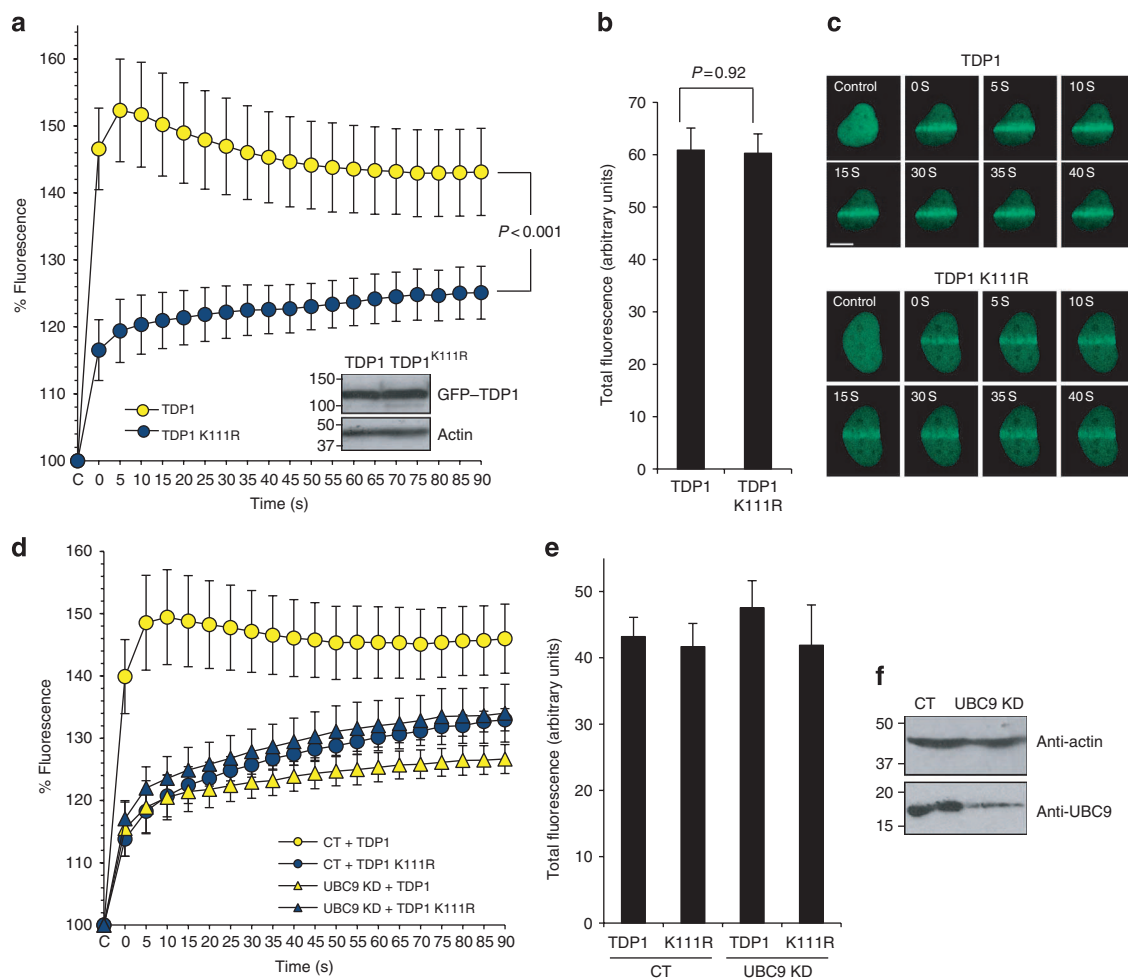 a
160
150
140
130
120
110
100
% Fluorescence
P<0.001
TDP1 TDP1K111R
150
100
50
37
GFP–TDP1
Actin
TDP1
TDP1 K111R
C 0 5 10 15 20 25 30 35 40 45 50 55 60 65 70 75 80 85 90
Time (s)
b
P=0.92
70
60
50
40
30
20
10
0
Total fluorescence (arbitrary units)
TDP1
TDP1
K111R
c
TDP1
Control 0 S 5 S 10 S
15 S 30 S 35 S 40 S
TDP1 K111R
Control 0 S 5 S 10 S
15 S 30 S 35 S 40 S
d
160
150
140
130
120
110
100
% Fluorescence
CT + TDP1
CT + TDP1 K111R
UBC9 KD + TDP1
UBC9 KD + TDP1 K111R
C 0 5 10 15 20 25 30 35 40 45 50 55 60 65 70 75 80 85 90
Time (s)
e
50
40
30
20
10
0
Total fluorescence (arbitrary units)
TDP1 K111R TDP1 K111R
CT UBC9 KD
f
CT UBC9 KD
50
37
Anti-actin
20
15
Anti-UBC9